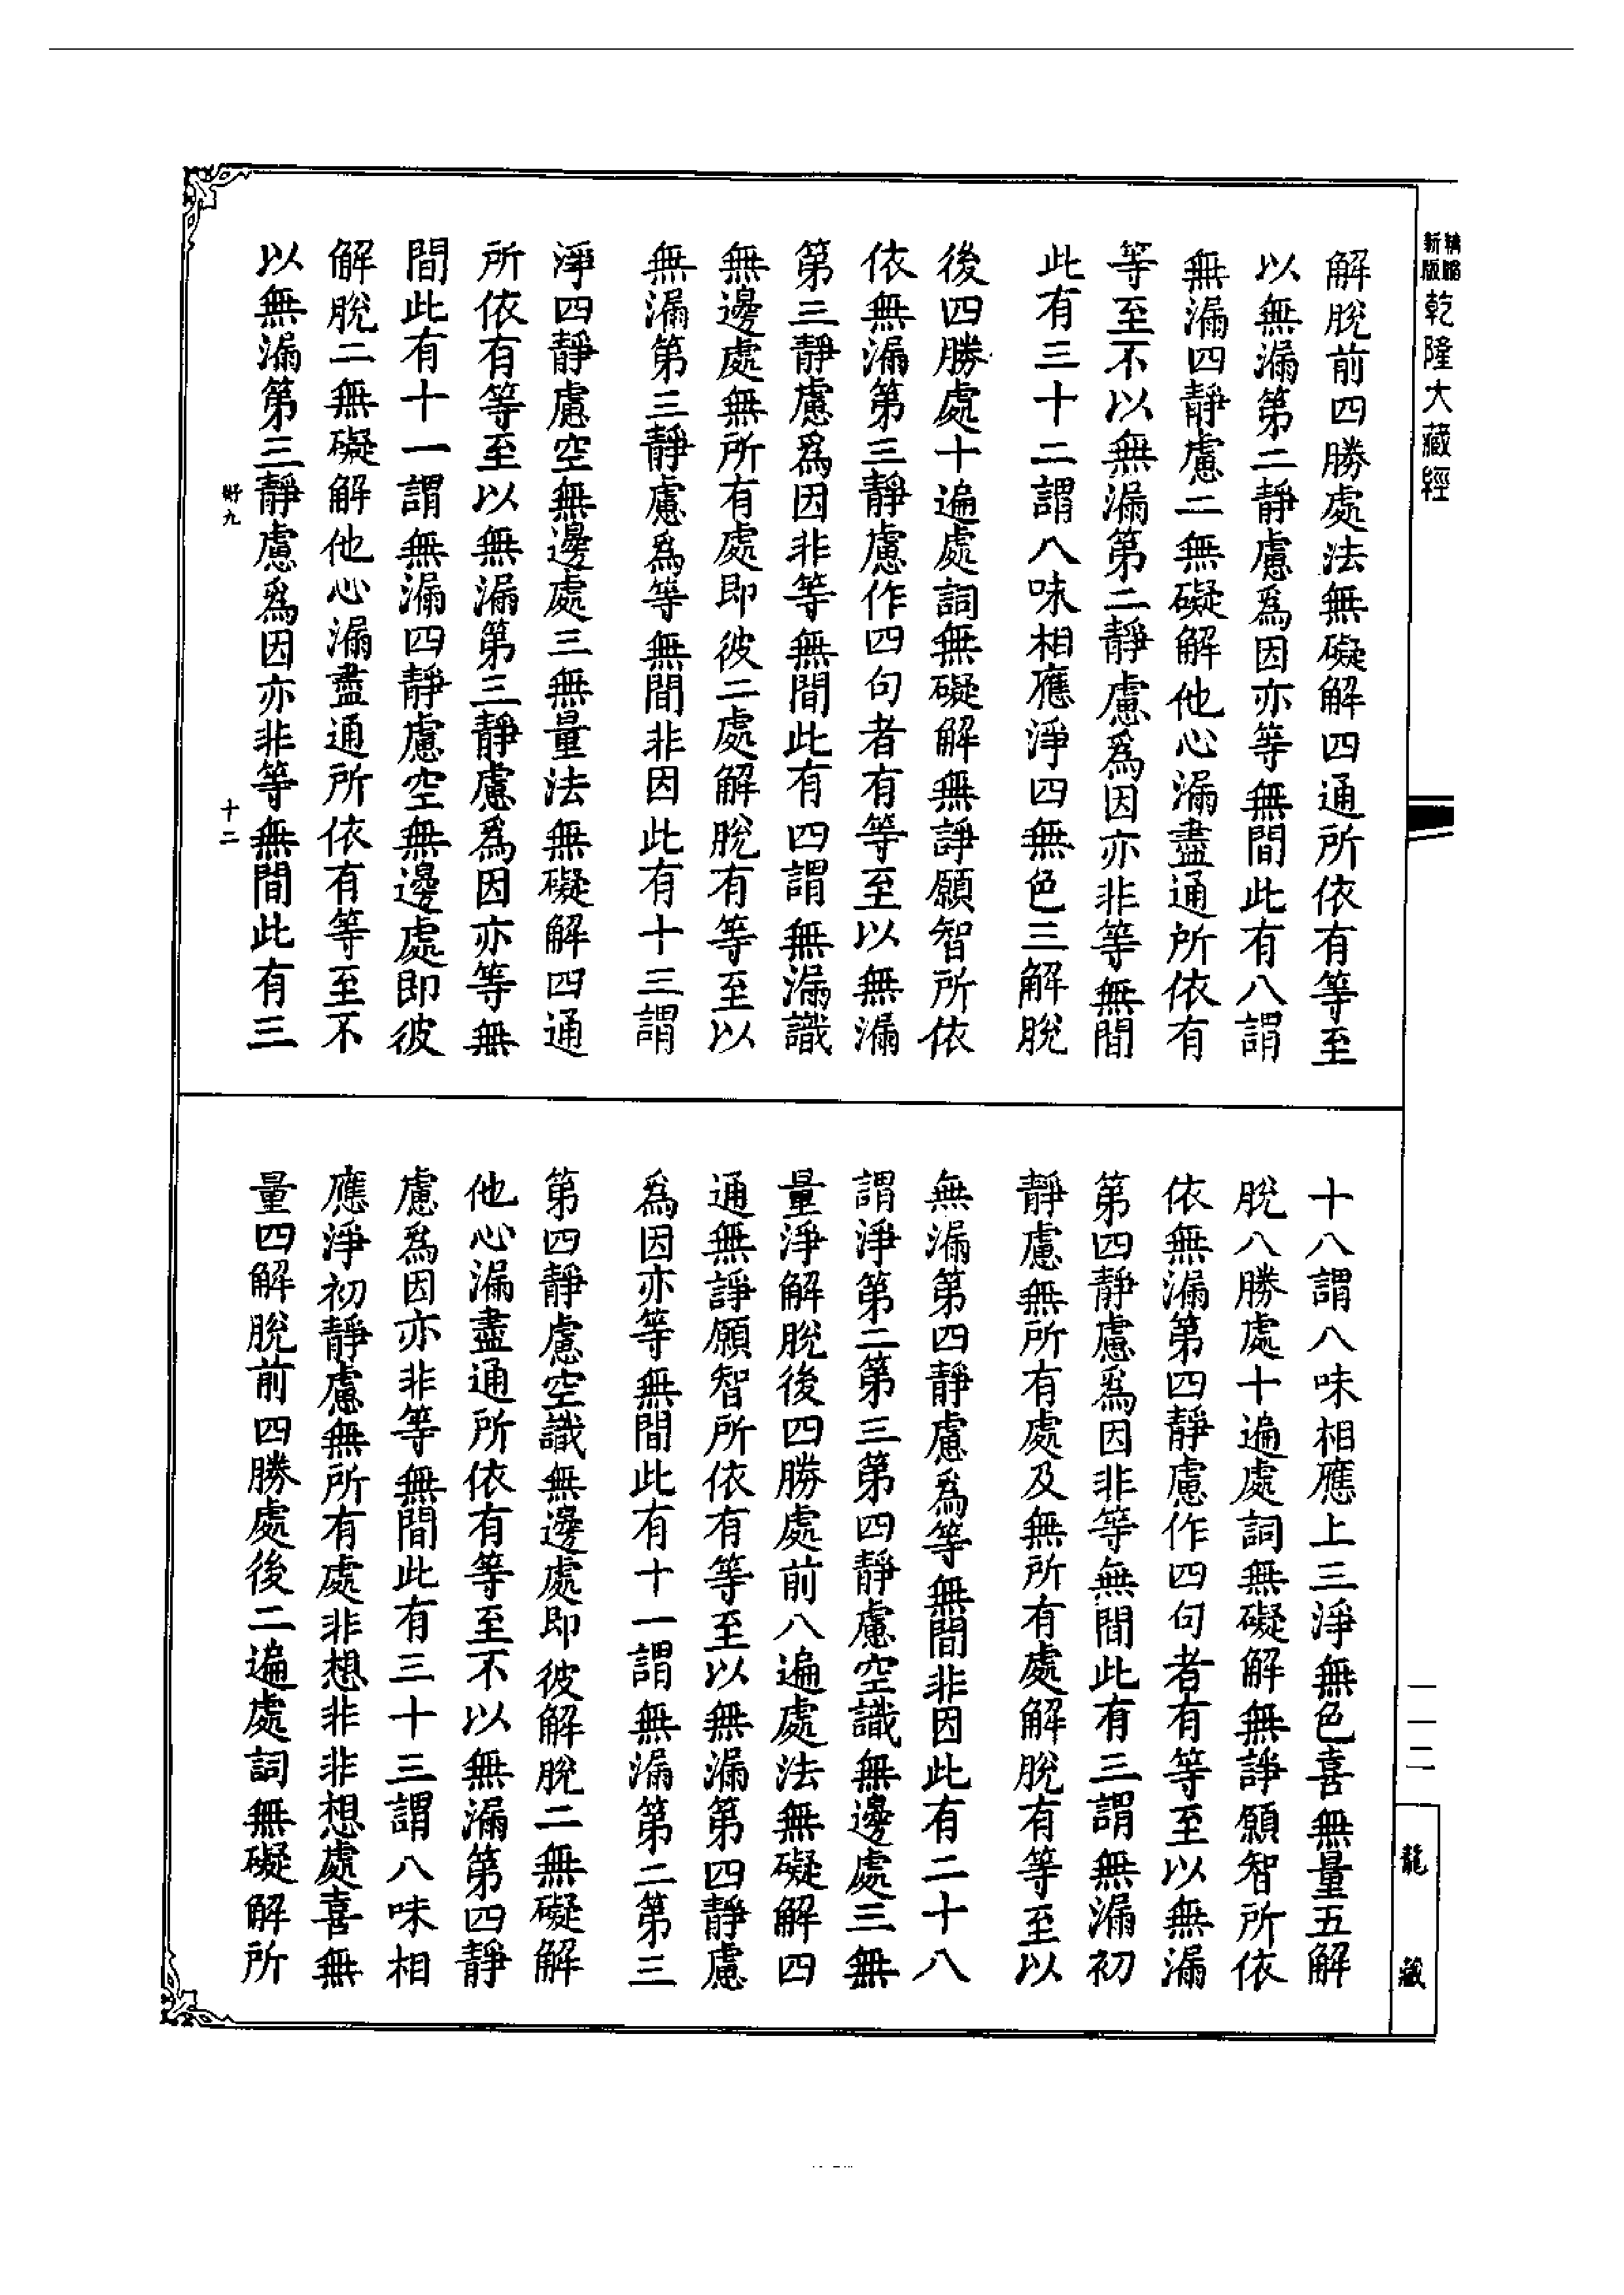 新版
精縮
乾隆大藏經
解脫前四勝處法無礙解四通所依有等至
以無漏第二靜慮爲因亦等無間此有八謂
無漏四靜慮二無礙解他心漏盡通所依有
等至不以無漏第二靜慮爲因亦非等無間
此有三十二謂八味相應淨四無色三解脫
後四勝處十遍處詞無礙解無諍願智所依
依無漏第三靜慮作四句者有等至以無漏
第三靜慮爲因非等無間此有四謂無漏識
無邊處無所有處即彼二處解脫有等至以
無漏第三靜慮爲等無間非因此有十三謂
淨四靜慮空無邊處三無量法無礙解四通
所依有等至以無漏第三靜慮爲因亦等無
間此有十一謂無漏四靜慮空無邊處即彼
解脫二無礙解他心漏盡通所依有等至不
以無漏第三靜慮爲因亦非等無間此有三
十二
十八謂八味相應上三淨無色喜無量五解
脫八勝處十遍處詞無礙解無諍願智所依
依無漏第四靜慮作四句者有等至以無漏
第四靜慮爲因非等無間此有三謂無漏初
靜慮無所有處及無所有處解脫有等至以
無漏第四靜慮爲等無間非因此有二十八
謂淨第二第三第四靜慮空識無邊處三無
量淨解脫後四勝處前八遍處法無礙解四
通無諍願智所依有等至以無漏第四靜慮
爲因亦等無間此有十一謂無漏第二第三
第四靜慮空識無邊處即彼解脫二無礙解
他心漏盡通所依有等至不以無漏第四靜
慮爲因亦非等無間此有三十三謂八味相
應淨初靜慮無所有處非想非非想處喜無
量四解脫前四勝處後二遍處詞無礙解所
一一二
龍藏